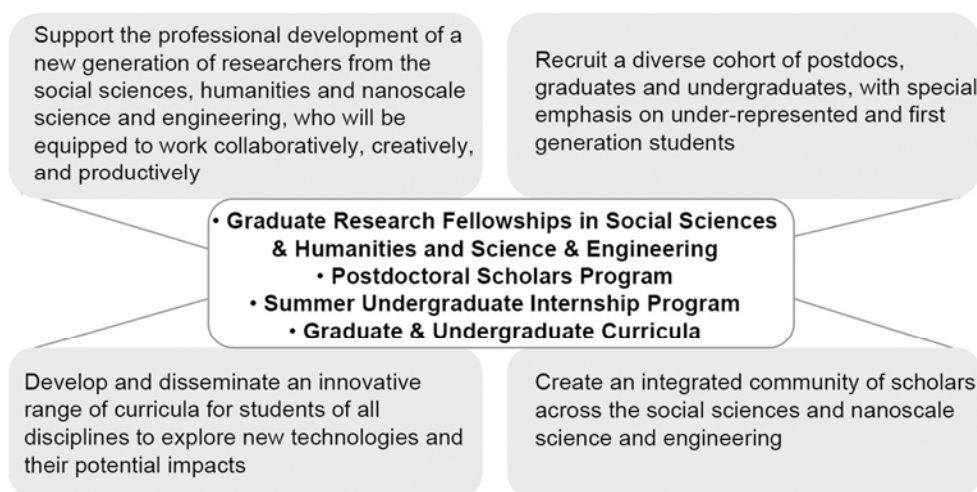 Support the professional development of a
new generation of researchers from the
social sciences, humanities and nanoscale
science and engineering, who will be
equipped to work collaboratively, creatively,
and productively
Recruit a diverse cohort of postdocs,
graduates and undergraduates, with special
emphasis on under-represented and first
generation students
• Graduate Research Fellowships in Social Sciences
& Humanities and Science & Engineering
• Postdoctoral Scholars Program
• Summer Undergraduate Internship Program
• Graduate & Undergraduate Curricula
Develop and disseminate an innovative
range of curricula for students of all
disciplines to explore new technologies and
their potential impacts
Create an integrated community of scholars
across the social sciences and nanoscale
science and engineering